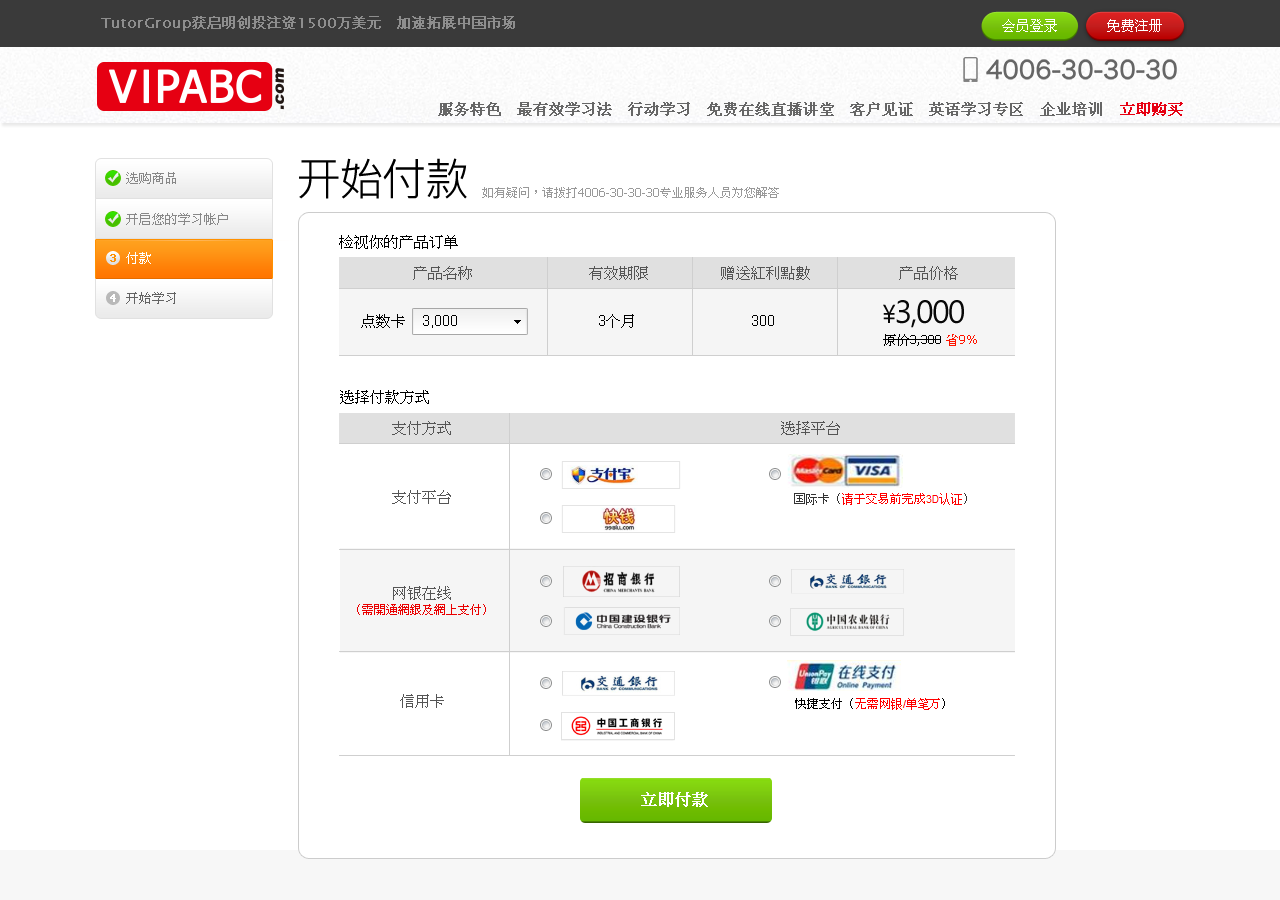 TutorGroup获启明创投注资1500万美元 加速拓展中国市场
会员登录
免费注册
VIPABC.com
4006-30-30-30
服务特色 最有效学习法 行动学习 免费在线直播讲堂 客户见证 英语学习专区 企业培训 立即购买
选购商品
开启您的学习帐户
3 付款
4 开始学习
开始付款 如有疑问，请拨打4006-30-30-30专业服务人员为您解答
检视你的产品订单
产品名称 有效期限 赠送紅利點數 产品价格
点数卡 3,000 3个月 300 ¥3,000
原价3,300 省9%
选择付款方式
支付方式 选择平台
支付平台
支付宝
MasterCard VISA
国际卡（请于交易前完成3D认证）
快钱
99bill.com
网银在线
（需開通網銀及網上支付）
招商银行
CHINA MERCHANTS BANK
交通银行
BANK OF COMMUNICATIONS
中国建设银行
China Construction Bank
中国农业银行
AGRICULTURAL BANK OF CHINA
信用卡
交通银行
BANK OF COMMUNICATIONS
UnionPay 银联 在线支付
Online Payment
快捷支付（无需网银/单笔万）
中国工商银行
INDUSTRIAL AND COMMERCIAL BANK OF CHINA
立即付款